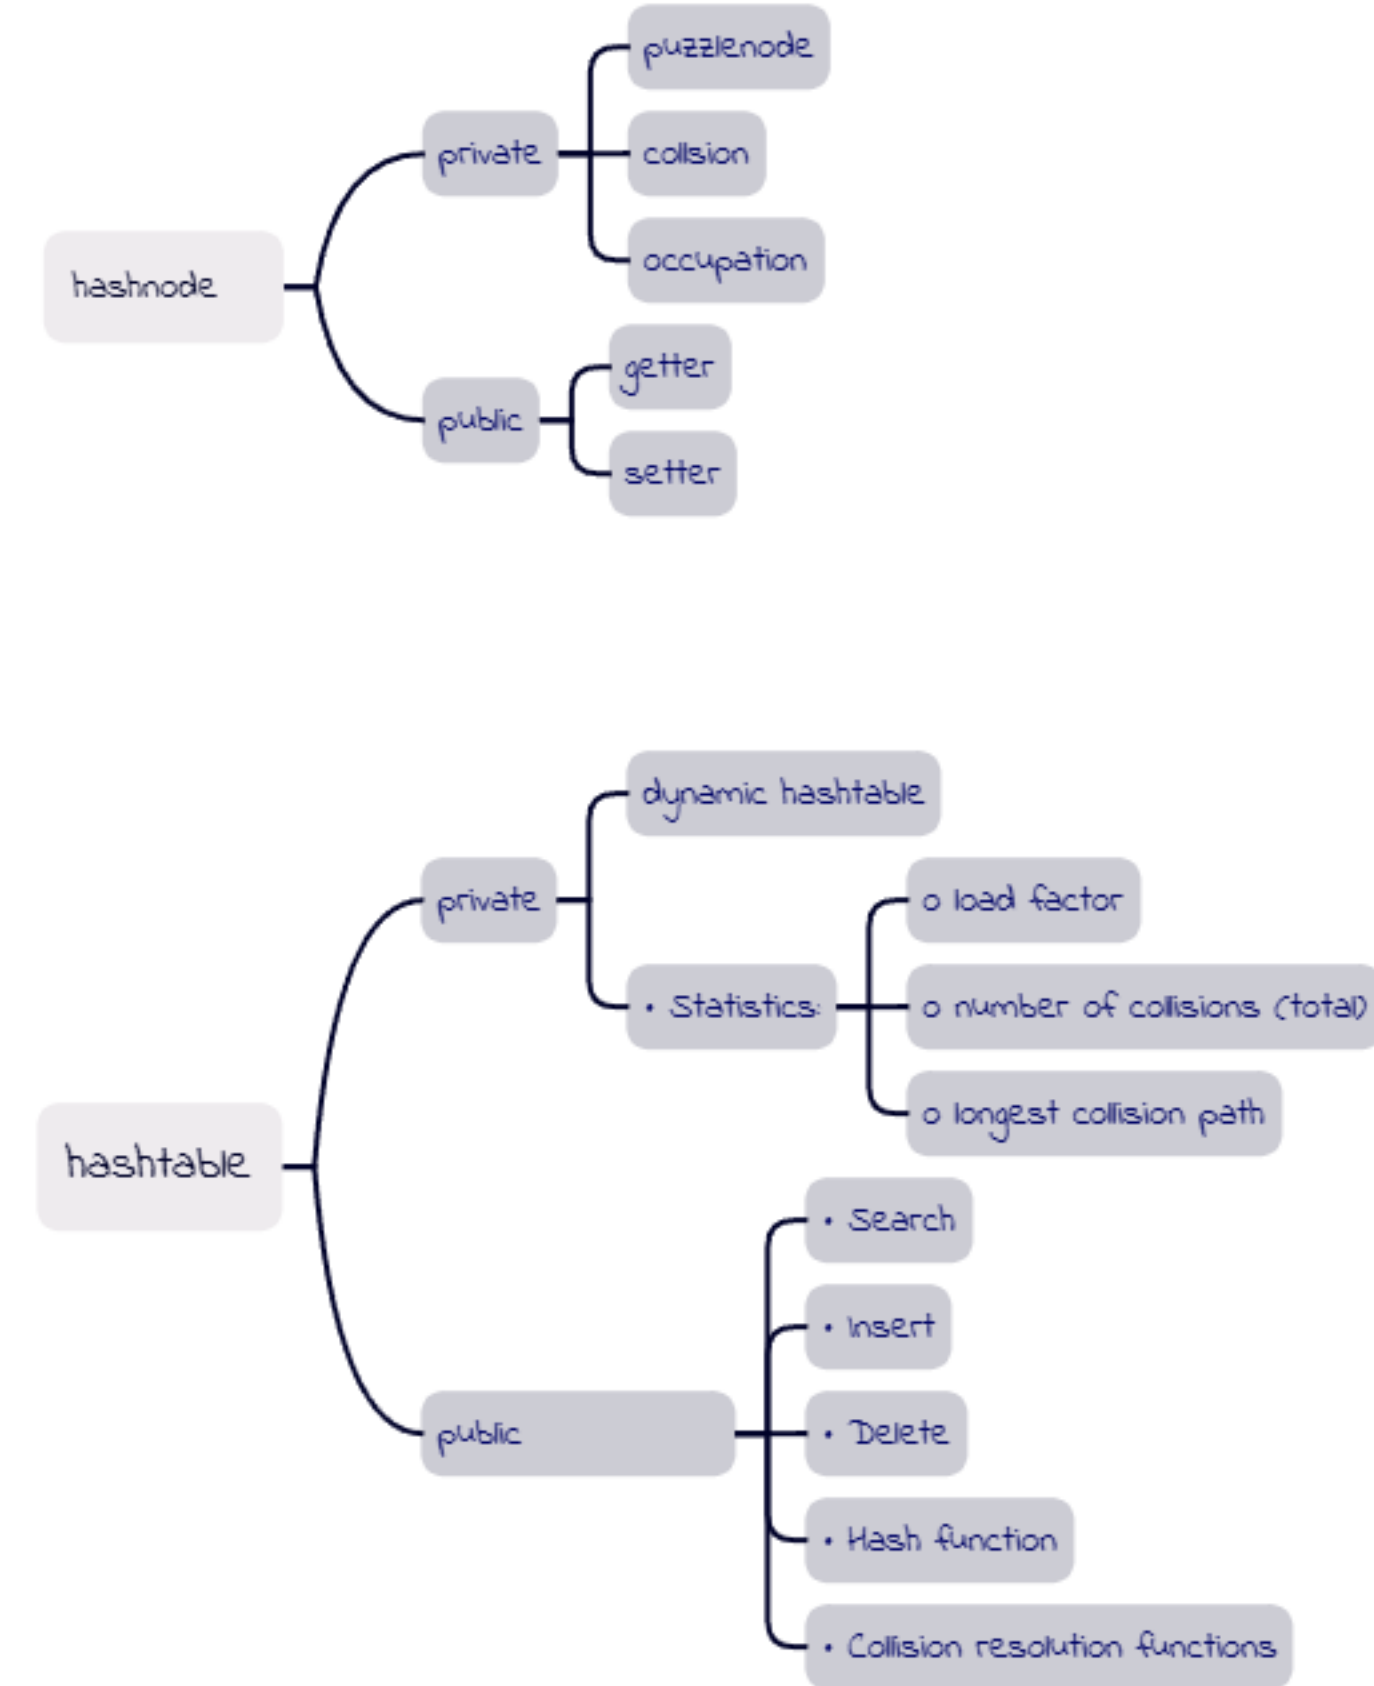 puzzlenode
private
collsion
occupation
hashnode
getter
public
setter
dynamic hashtable
private
o load factor
• Statistics:
o number of collisions (total)
o longest collision path
hashtable
• Search
• Insert
public
• Delete
• Hash function
• Collision resolution functions